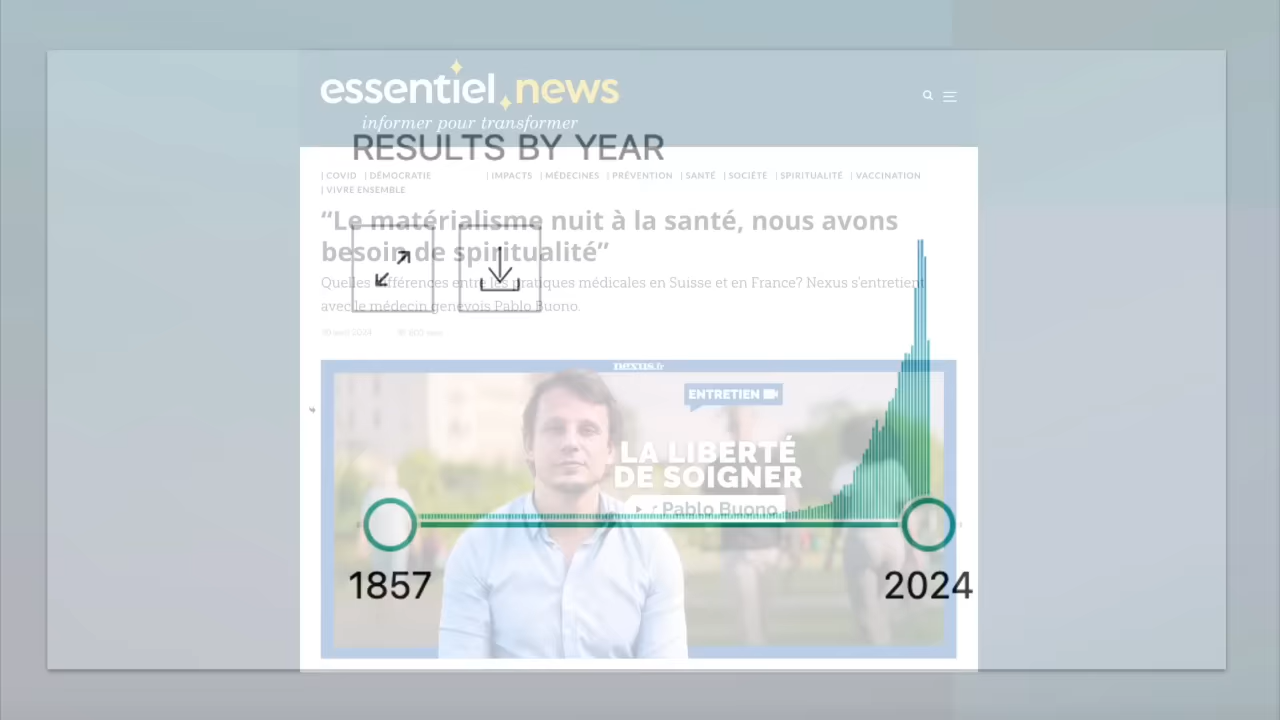 essentiel news
informer pour transformer
RESULTS BY YEAR
| COVID | DÉMOCRATIE | IMPACTS | MÉDECINES | PRÉVENTION | SANTÉ | SOCIÉTÉ | SPIRITUALITÉ | VACCINATION
| VIVRE ENSEMBLE
“Le matérialisme nuit à la santé, nous avons
besoin de spiritualité”
Quelles différences entre les pratiques médicales en Suisse et en France? Nexus s'entretient
avec le médecin genevois Pablo Buono.
nexus.fr
ENTRETIEN
LA LIBERTÉ
DE SOIGNER
Pablo Buono
1857
2024